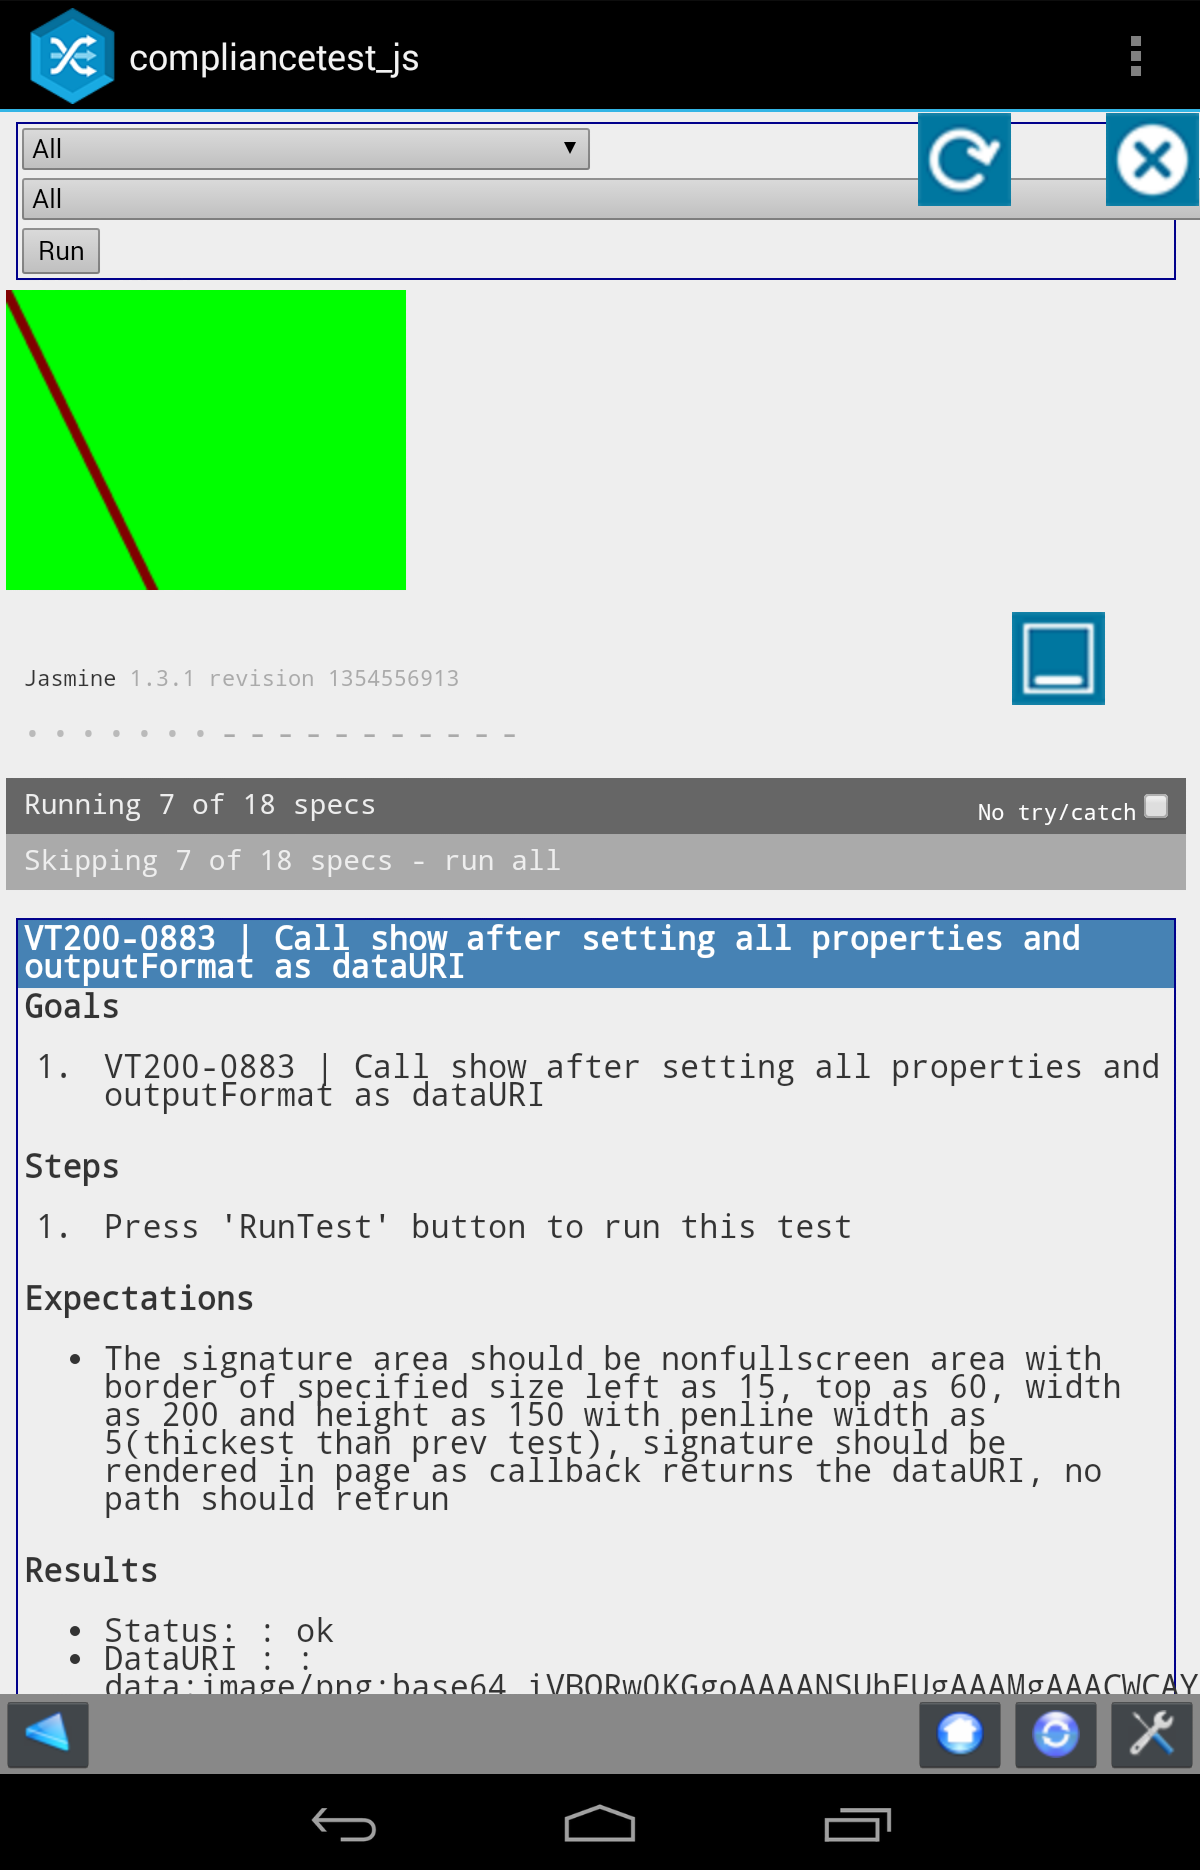 compliancetest_js
All
All
Run
Jasmine 1.3.1 revision 1354556913
Running 7 of 18 specs
No try/catch
Skipping 7 of 18 specs - run all
VT200-0883 | Call show after setting all properties and
outputFormat as dataURI
Goals
1. VT200-0883 | Call show after setting all properties and
outputFormat as dataURI
Steps
1. Press 'RunTest' button to run this test
Expectations
• The signature area should be nonfullscreen area with
border of specified size left as 15, top as 60, width
as 200 and height as 150 with penline width as
5(thickest than prev test), signature should be
rendered in page as callback returns the dataURI, no
path should retrun
Results
• Status: : ok
• DataURI : :
data:image/png;base64,iVBORw0KGgoAAAANSUhEUgAAAMgAAACWCAY